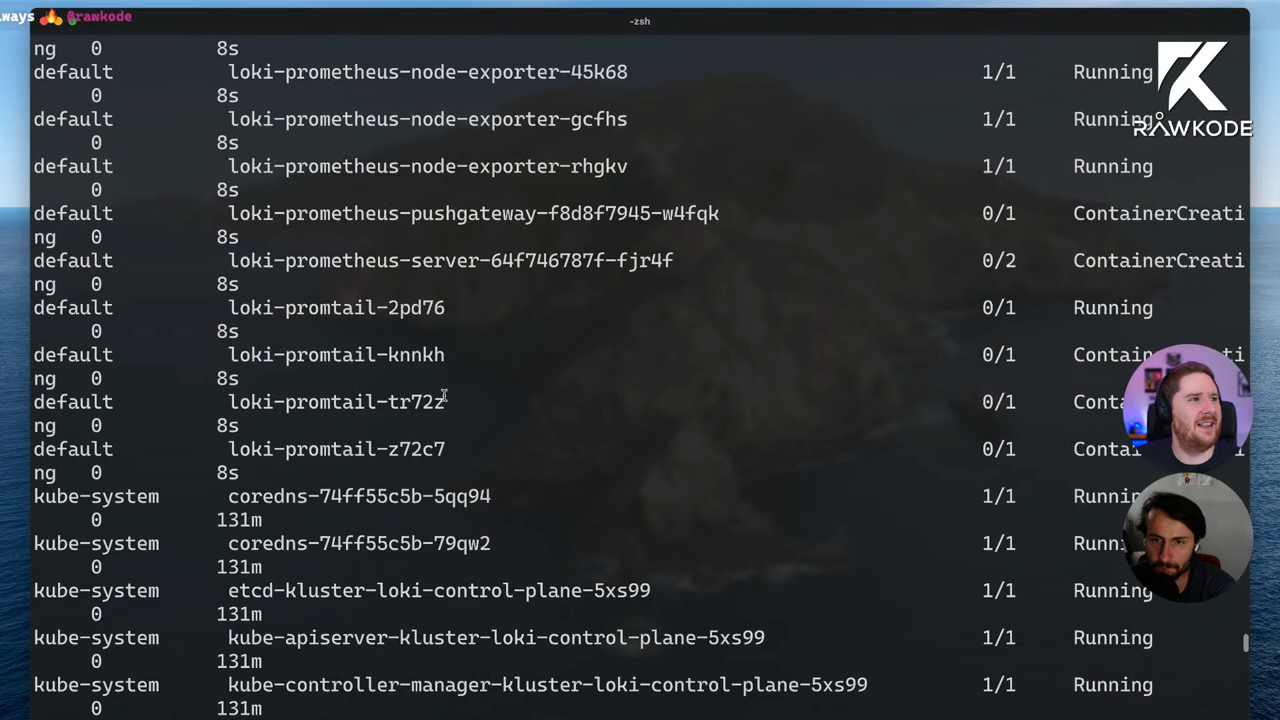 ways 🔥 @rawkode
-zsh
ng 0 8s
default loki-prometheus-node-exporter-45k68 1/1 Running
0 8s
default loki-prometheus-node-exporter-gcfhs 1/1 Running
0 8s
default loki-prometheus-node-exporter-rhgkv 1/1 Running
0 8s
default loki-prometheus-pushgateway-f8d8f7945-w4fqk 0/1 ContainerCreati
ng 0 8s
default loki-prometheus-server-64f746787f-fjr4f 0/2 ContainerCreati
ng 0 8s
default loki-promtail-2pd76 0/1 Running
0 8s
default loki-promtail-knnkh 0/1 Conta
ng 0 8s
default loki-promtail-tr72z 0/1 Conta
ng 0 8s
default loki-promtail-z72c7 0/1 Conta
ng 0 8s
kube-system coredns-74ff55c5b-5qq94 1/1 Runnin
0 131m
kube-system coredns-74ff55c5b-79qw2 1/1 Runni
0 131m
kube-system etcd-kluster-loki-control-plane-5xs99 1/1 Running
0 131m
kube-system kube-apiserver-kluster-loki-control-plane-5xs99 1/1 Running
0 131m
kube-system kube-controller-manager-kluster-loki-control-plane-5xs99 1/1 Running
0 131m
RAWKODE